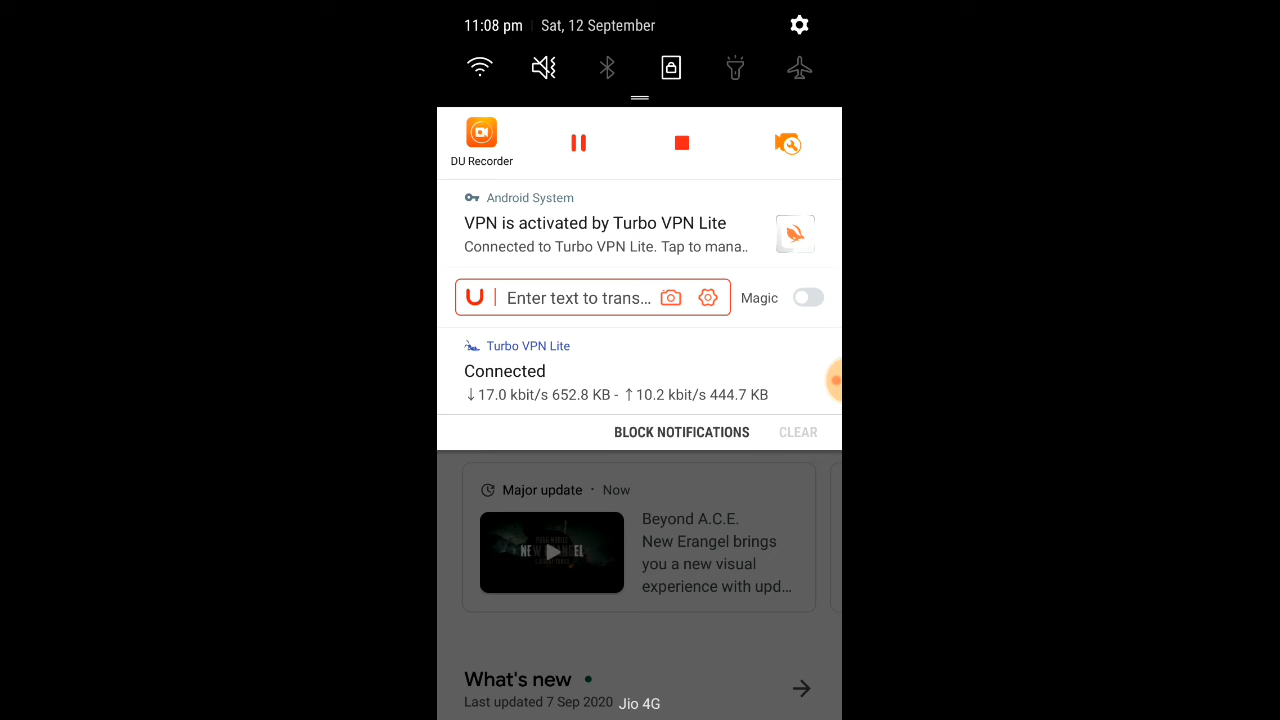 11:08 pm | Sat, 12 September
DU Recorder
Android System
VPN is activated by Turbo VPN Lite
Connected to Turbo VPN Lite. Tap to mana..
U | Enter text to trans... Magic
Turbo VPN Lite
Connected
↓17.0 kbit/s 652.8 KB - ↑10.2 kbit/s 444.7 KB
BLOCK NOTIFICATIONS CLEAR
Major update · Now
Beyond A.C.E.
New Erangel brings
you a new visual
experience with upd...
What's new
Last updated 7 Sep 2020
Jio 4G